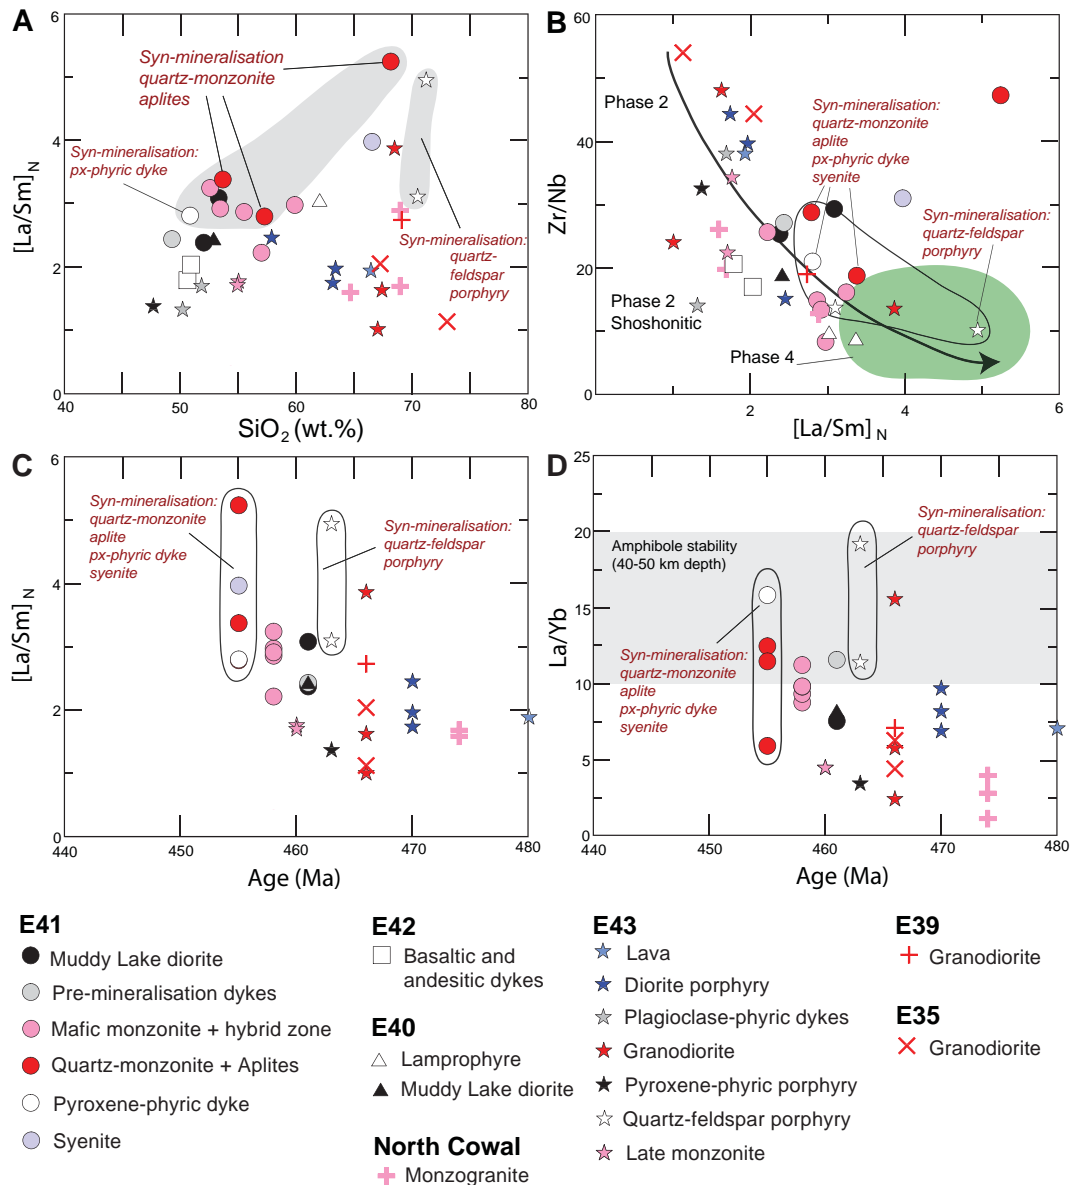 A
6
4
2
0
[La/Sm]N
Syn-mineralisation
quartz-monzonite
aplites
Syn-mineralisation:
px-phyric dyke
Syn-mineralisation:
quartz-
feldspar
porphyry
40
50
60
70
80
SiO2 (wt.%)
B
60
40
20
0
Zr/Nb
Phase 2
Syn-mineralisation:
quartz-monzonite
aplite
px-phyric dyke
syenite
Syn-mineralisation:
quartz-feldspar
porphyry
Phase 2
Shoshonitic
Phase 4
2
4
6
[La/Sm] N
C
6
4
2
0
[La/Sm]N
Syn-mineralisation:
quartz-monzonite
aplite
px-phyric dyke
syenite
Syn-mineralisation:
quartz-feldspar
porphyry
440
450
460
470
480
Age (Ma)
D
25
20
15
10
5
0
La/Yb
Amphibole stability
(40-50 km depth)
Syn-mineralisation:
quartz-feldspar
porphyry
Syn-mineralisation:
quartz-monzonite
aplite
px-phyric dyke
syenite
440
450
460
470
480
Age (Ma)
E41
Muddy Lake diorite
Pre-mineralisation dykes
Mafic monzonite + hybrid zone
Quartz-monzonite + Aplites
Pyroxene-phyric dyke
Syenite
E42
Basaltic and
andesitic dykes
E40
Lamprophyre
Muddy Lake diorite
North Cowal
Monzogranite
E43
Lava
Diorite porphyry
Plagioclase-phyric dykes
Granodiorite
Pyroxene-phyric porphyry
Quartz-feldspar porphyry
Late monzonite
E39
Granodiorite
E35
Granodiorite